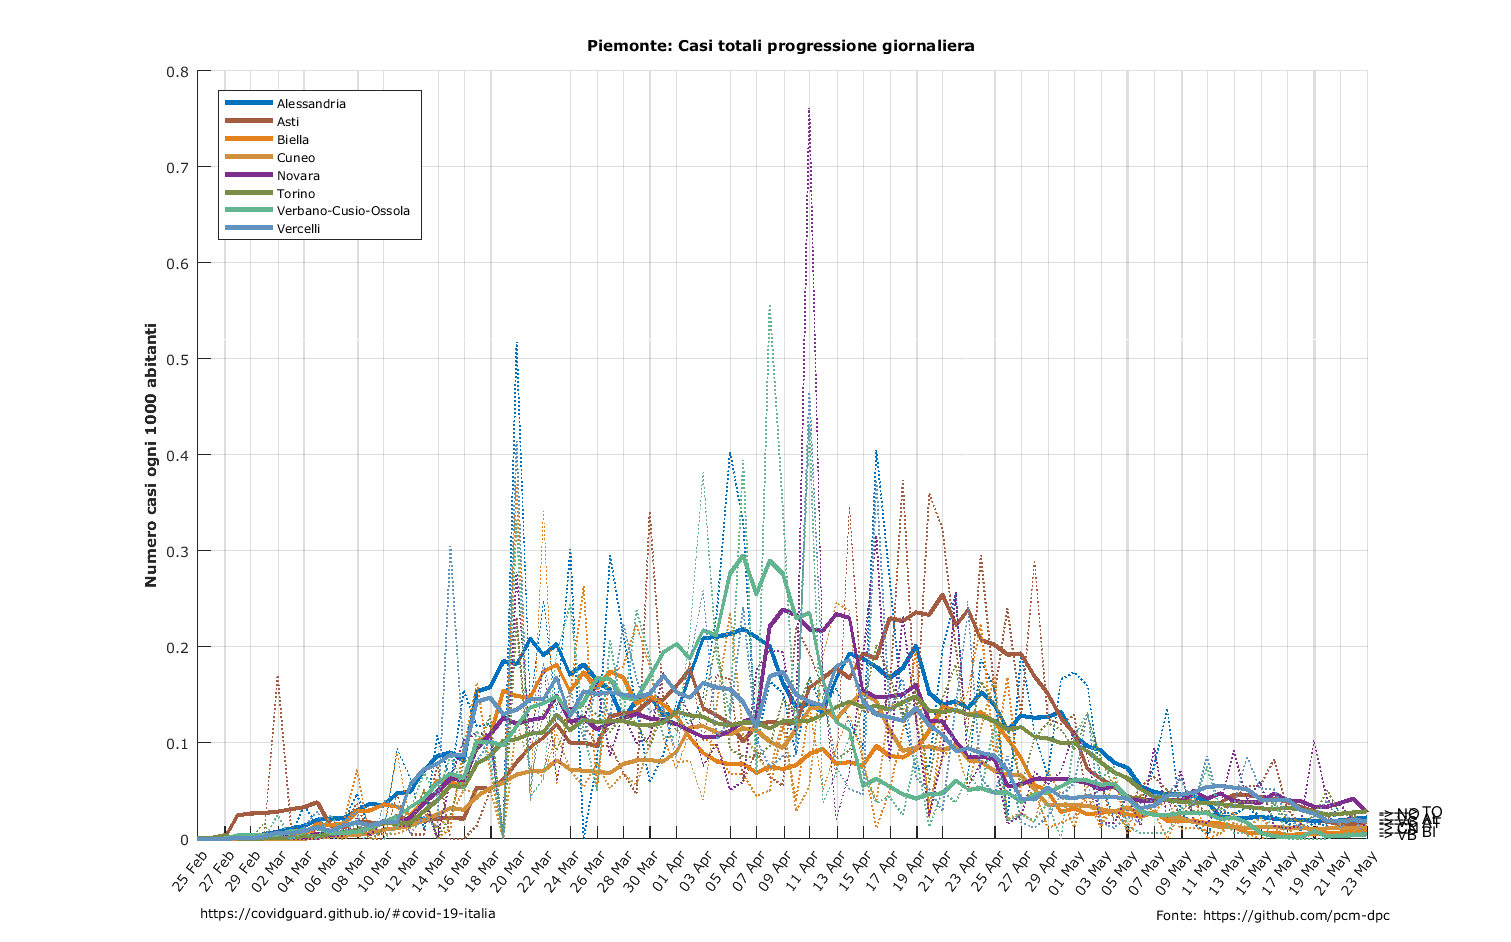 Piemonte: Casi totali progressione giornaliera
Numero casi ogni 1000 abitanti
0.8
0.7
0.6
0.5
0.4
0.3
0.2
0.1
0
Alessandria
Asti
Biella
Cuneo
Novara
Torino
Verbano-Cusio-Ossola
Vercelli
25 Feb
27 Feb
29 Feb
02 Mar
04 Mar
06 Mar
08 Mar
10 Mar
12 Mar
14 Mar
16 Mar
18 Mar
20 Mar
22 Mar
24 Mar
26 Mar
28 Mar
30 Mar
01 Apr
03 Apr
05 Apr
07 Apr
09 Apr
11 Apr
13 Apr
15 Apr
17 Apr
19 Apr
21 Apr
23 Apr
25 Apr
27 Apr
29 Apr
01 May
03 May
05 May
07 May
09 May
11 May
13 May
15 May
17 May
19 May
21 May
23 May
TO
https://covidguard.github.io/#covid-19-italia
Fonte: https://github.com/pcm-dpc